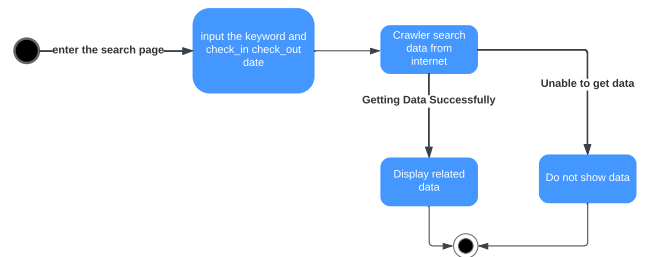 enter the search page
input the keyword and
check_in check_out
date
Crawler search
data from
internet
Unable to get data
Getting Data Successfully
Display related
data
Do not show data